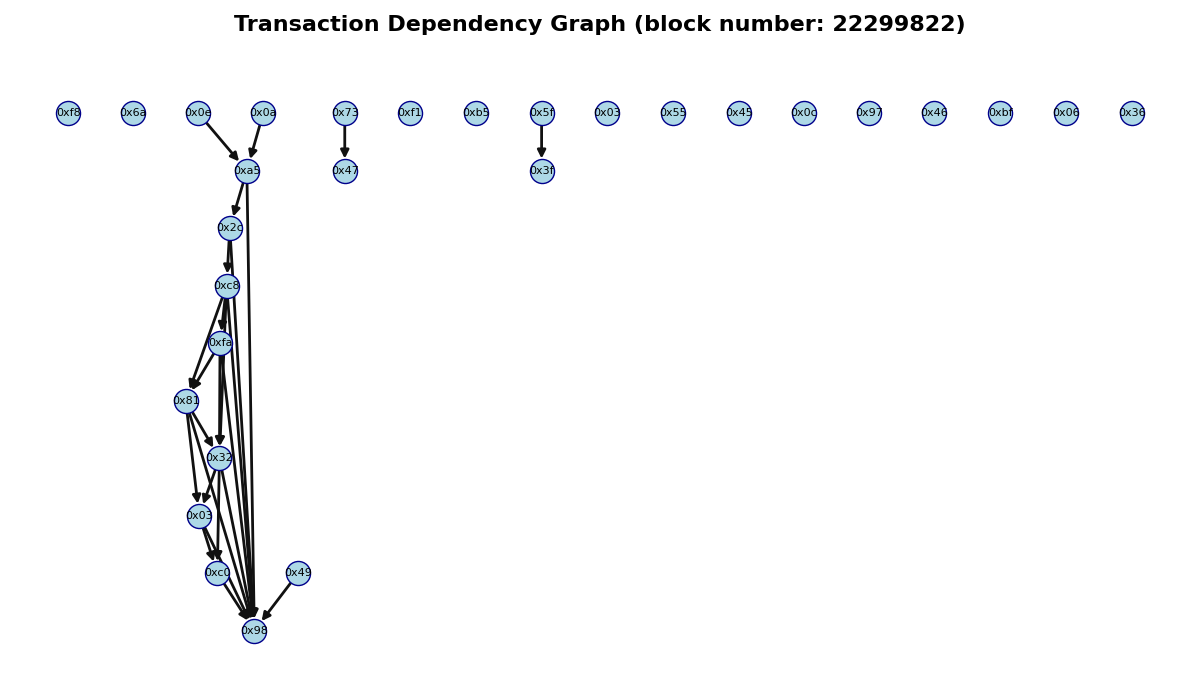 Transaction Dependency Graph (block number: 22299822)
0xf8 0x6a 0x0e 0x0a 0x73 0xf1 0xb5 0x5f 0x03 0x55 0x45 0x0c 0x97 0x46 0xbf 0x06 0x36
0xa5 0x47 0x3f
0x2c
0xc8
0xfa
0x81
0x32
0x03
0xc0 0x49
0x98